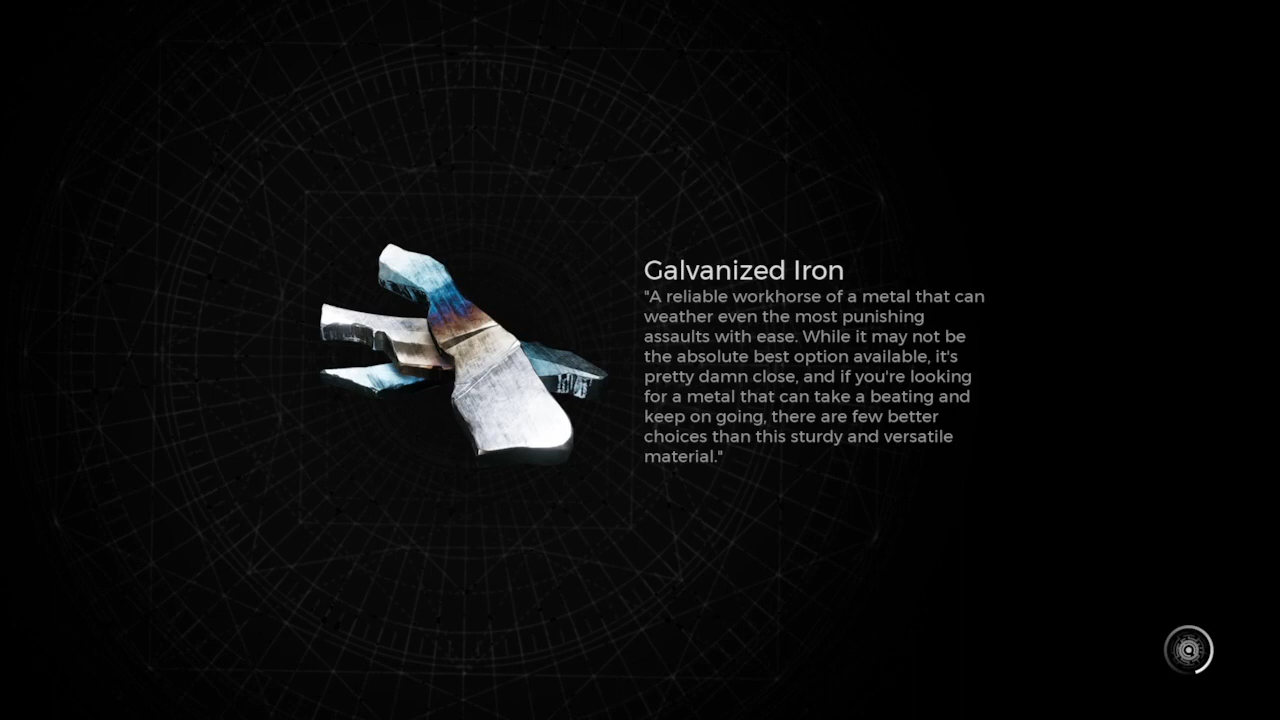 Galvanized Iron
"A reliable workhorse of a metal that can
weather even the most punishing
assaults with ease. While it may not be
the absolute best option available, it's
pretty damn close, and if you're looking
for a metal that can take a beating and
keep on going, there are few better
choices than this sturdy and versatile
material."